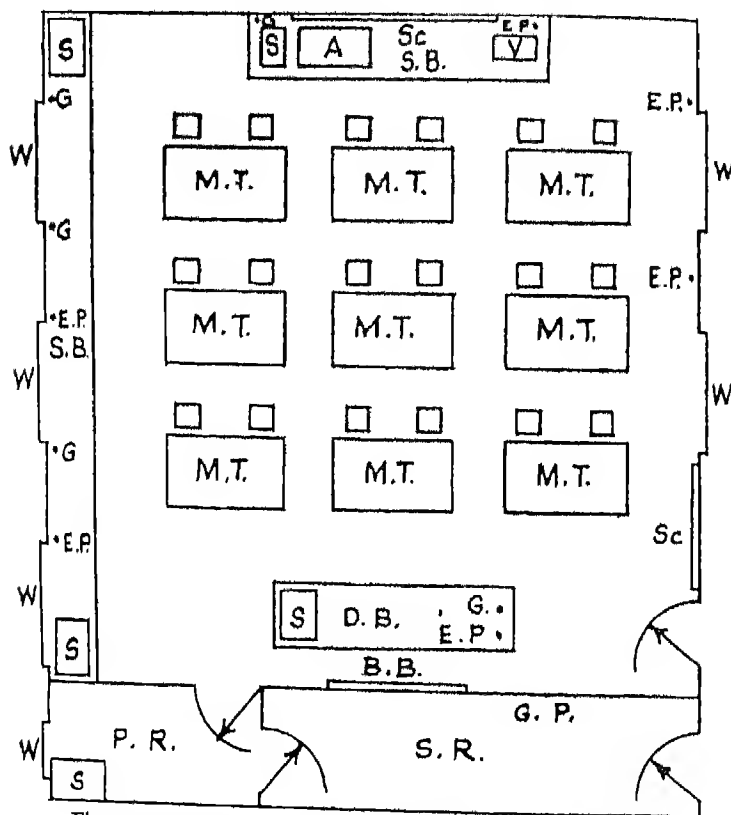 S G S A Sc E.P. V
S.B.
G E.P.
W W
M.T. M.T. M.T.
G
E.P.
E.P.
S.B. M.T. M.T. M.T.
W W
G
M.T. M.T. M.T.
Sc
E.P.
W
S D.B. G.
E.P
S
B.B.
G.P.
P.R. S.R.
W
S